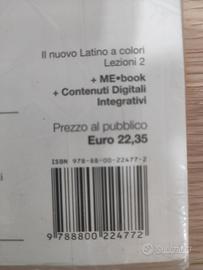 Il nuovo Latino a colori
Lezioni 2
+ ME•book
+ Contenuti Digitali
Integrativi
Prezzo al pubblico
Euro 22,35
ISBN 978-88-00-22477-2
9 788800 224772
subito